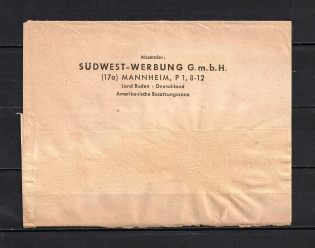 Absender:
SÜDWEST-WERBUNG G.m.b.H.
(17a) MANNHEIM, P 1, 8-12
Land Baden - Deutschland
Amerikanische Besatzungszone